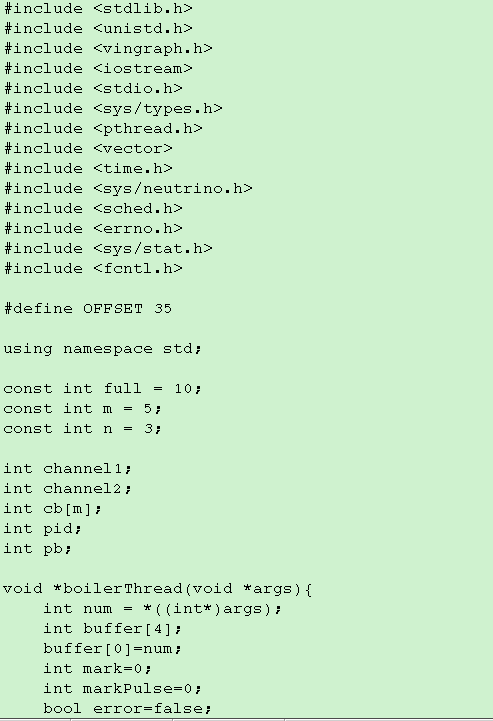 #include <stdlib.h>
#include <unistd.h>
#include <vingraph.h>
#include <iostream>
#include <stdio.h>
#include <sys/types.h>
#include <pthread.h>
#include <vector>
#include <time.h>
#include <sys/neutrino.h>
#include <sched.h>
#include <errno.h>
#include <sys/stat.h>
#include <fcntl.h>

#define OFFSET 35

using namespace std;

const int full = 10;
const int m = 5;
const int n = 3;

int channel1;
int channel2;
int cb[m];
int pid;
int pb;

void *boilerThread(void *args){
    int num = *((int*)args);
    int buffer[4];
    buffer[0]=num;
    int mark=0;
    int markPulse=0;
    bool error=false;